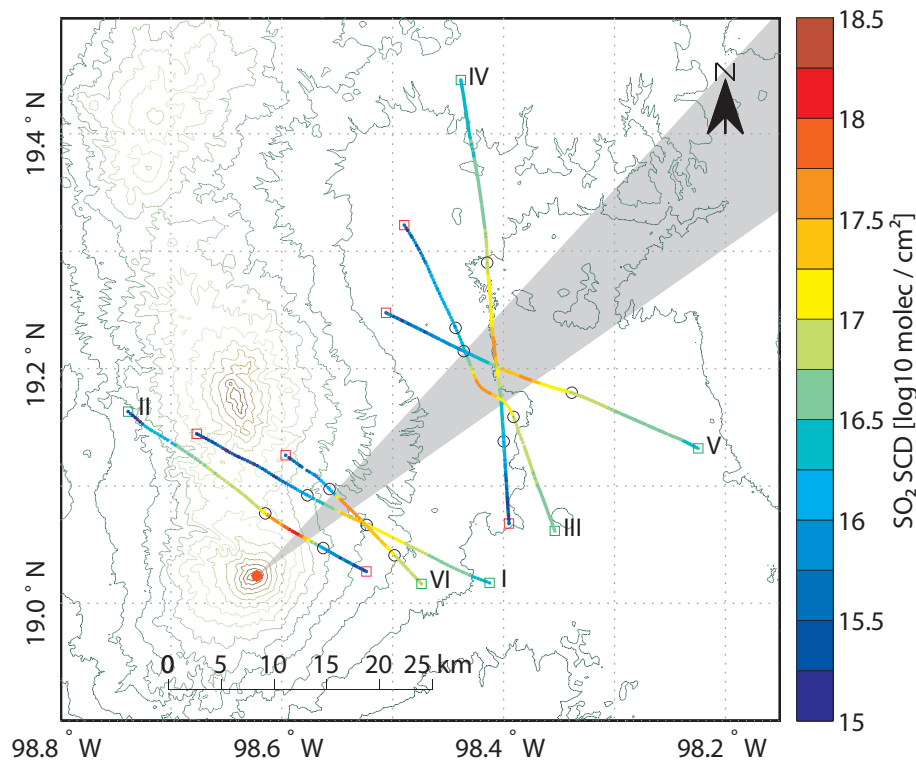 18.5
18
17.5
17
16.5
16
15.5
15
SO₂ SCD [log10 molec / cm²]
N
IV
II
V
III
VI
I
19.4° N
19.2° N
19.0° N
0 5 10 15 20 25 km
98.8° W 98.6° W 98.4° W 98.2° W